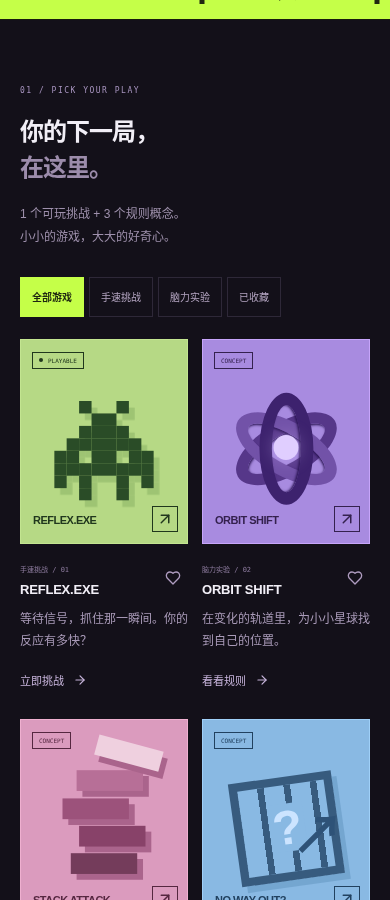 01 / PICK YOUR PLAY
你的下一局，
在这里。
1 个可玩挑战 + 3 个规则概念。
小小的游戏，大大的好奇心。
全部游戏 手速挑战 脑力实验 已收藏
PLAYABLE
REFLEX.EXE
CONCEPT
ORBIT SHIFT
手速挑战 / 01
REFLEX.EXE
等待信号，抓住那一瞬间。你的
反应有多快？
立即挑战
脑力实验 / 02
ORBIT SHIFT
在变化的轨道里，为小小星球找
到自己的位置。
看看规则
CONCEPT
STACK ATTACK
CONCEPT
?
NO WAY OUT?